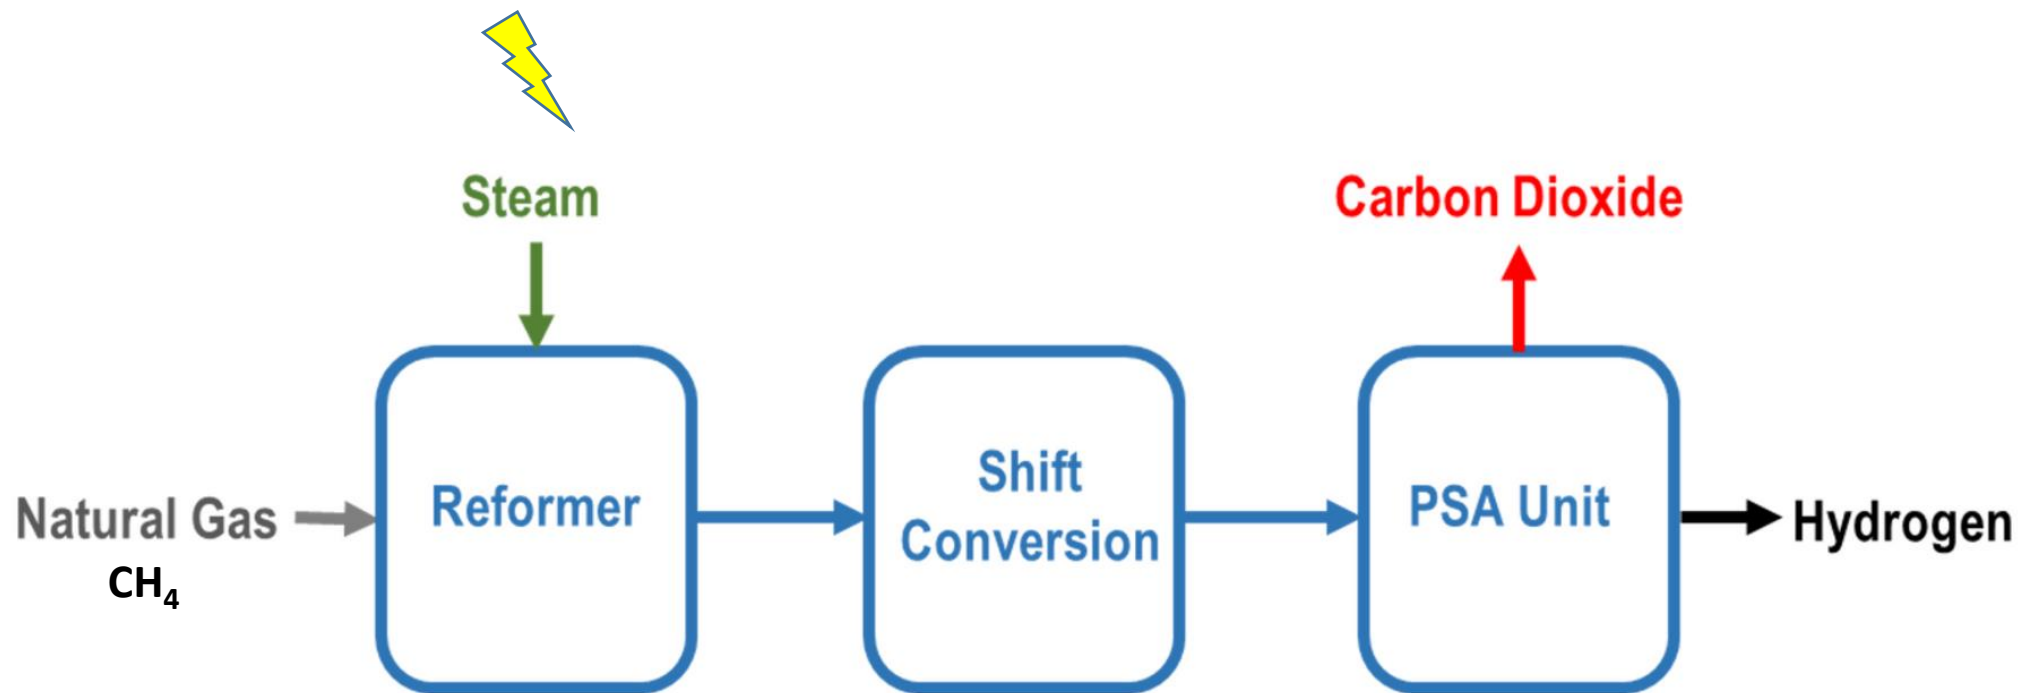 Steam
Carbon Dioxide
Natural Gas
CH₄
Reformer
Shift
Conversion
PSA Unit
Hydrogen